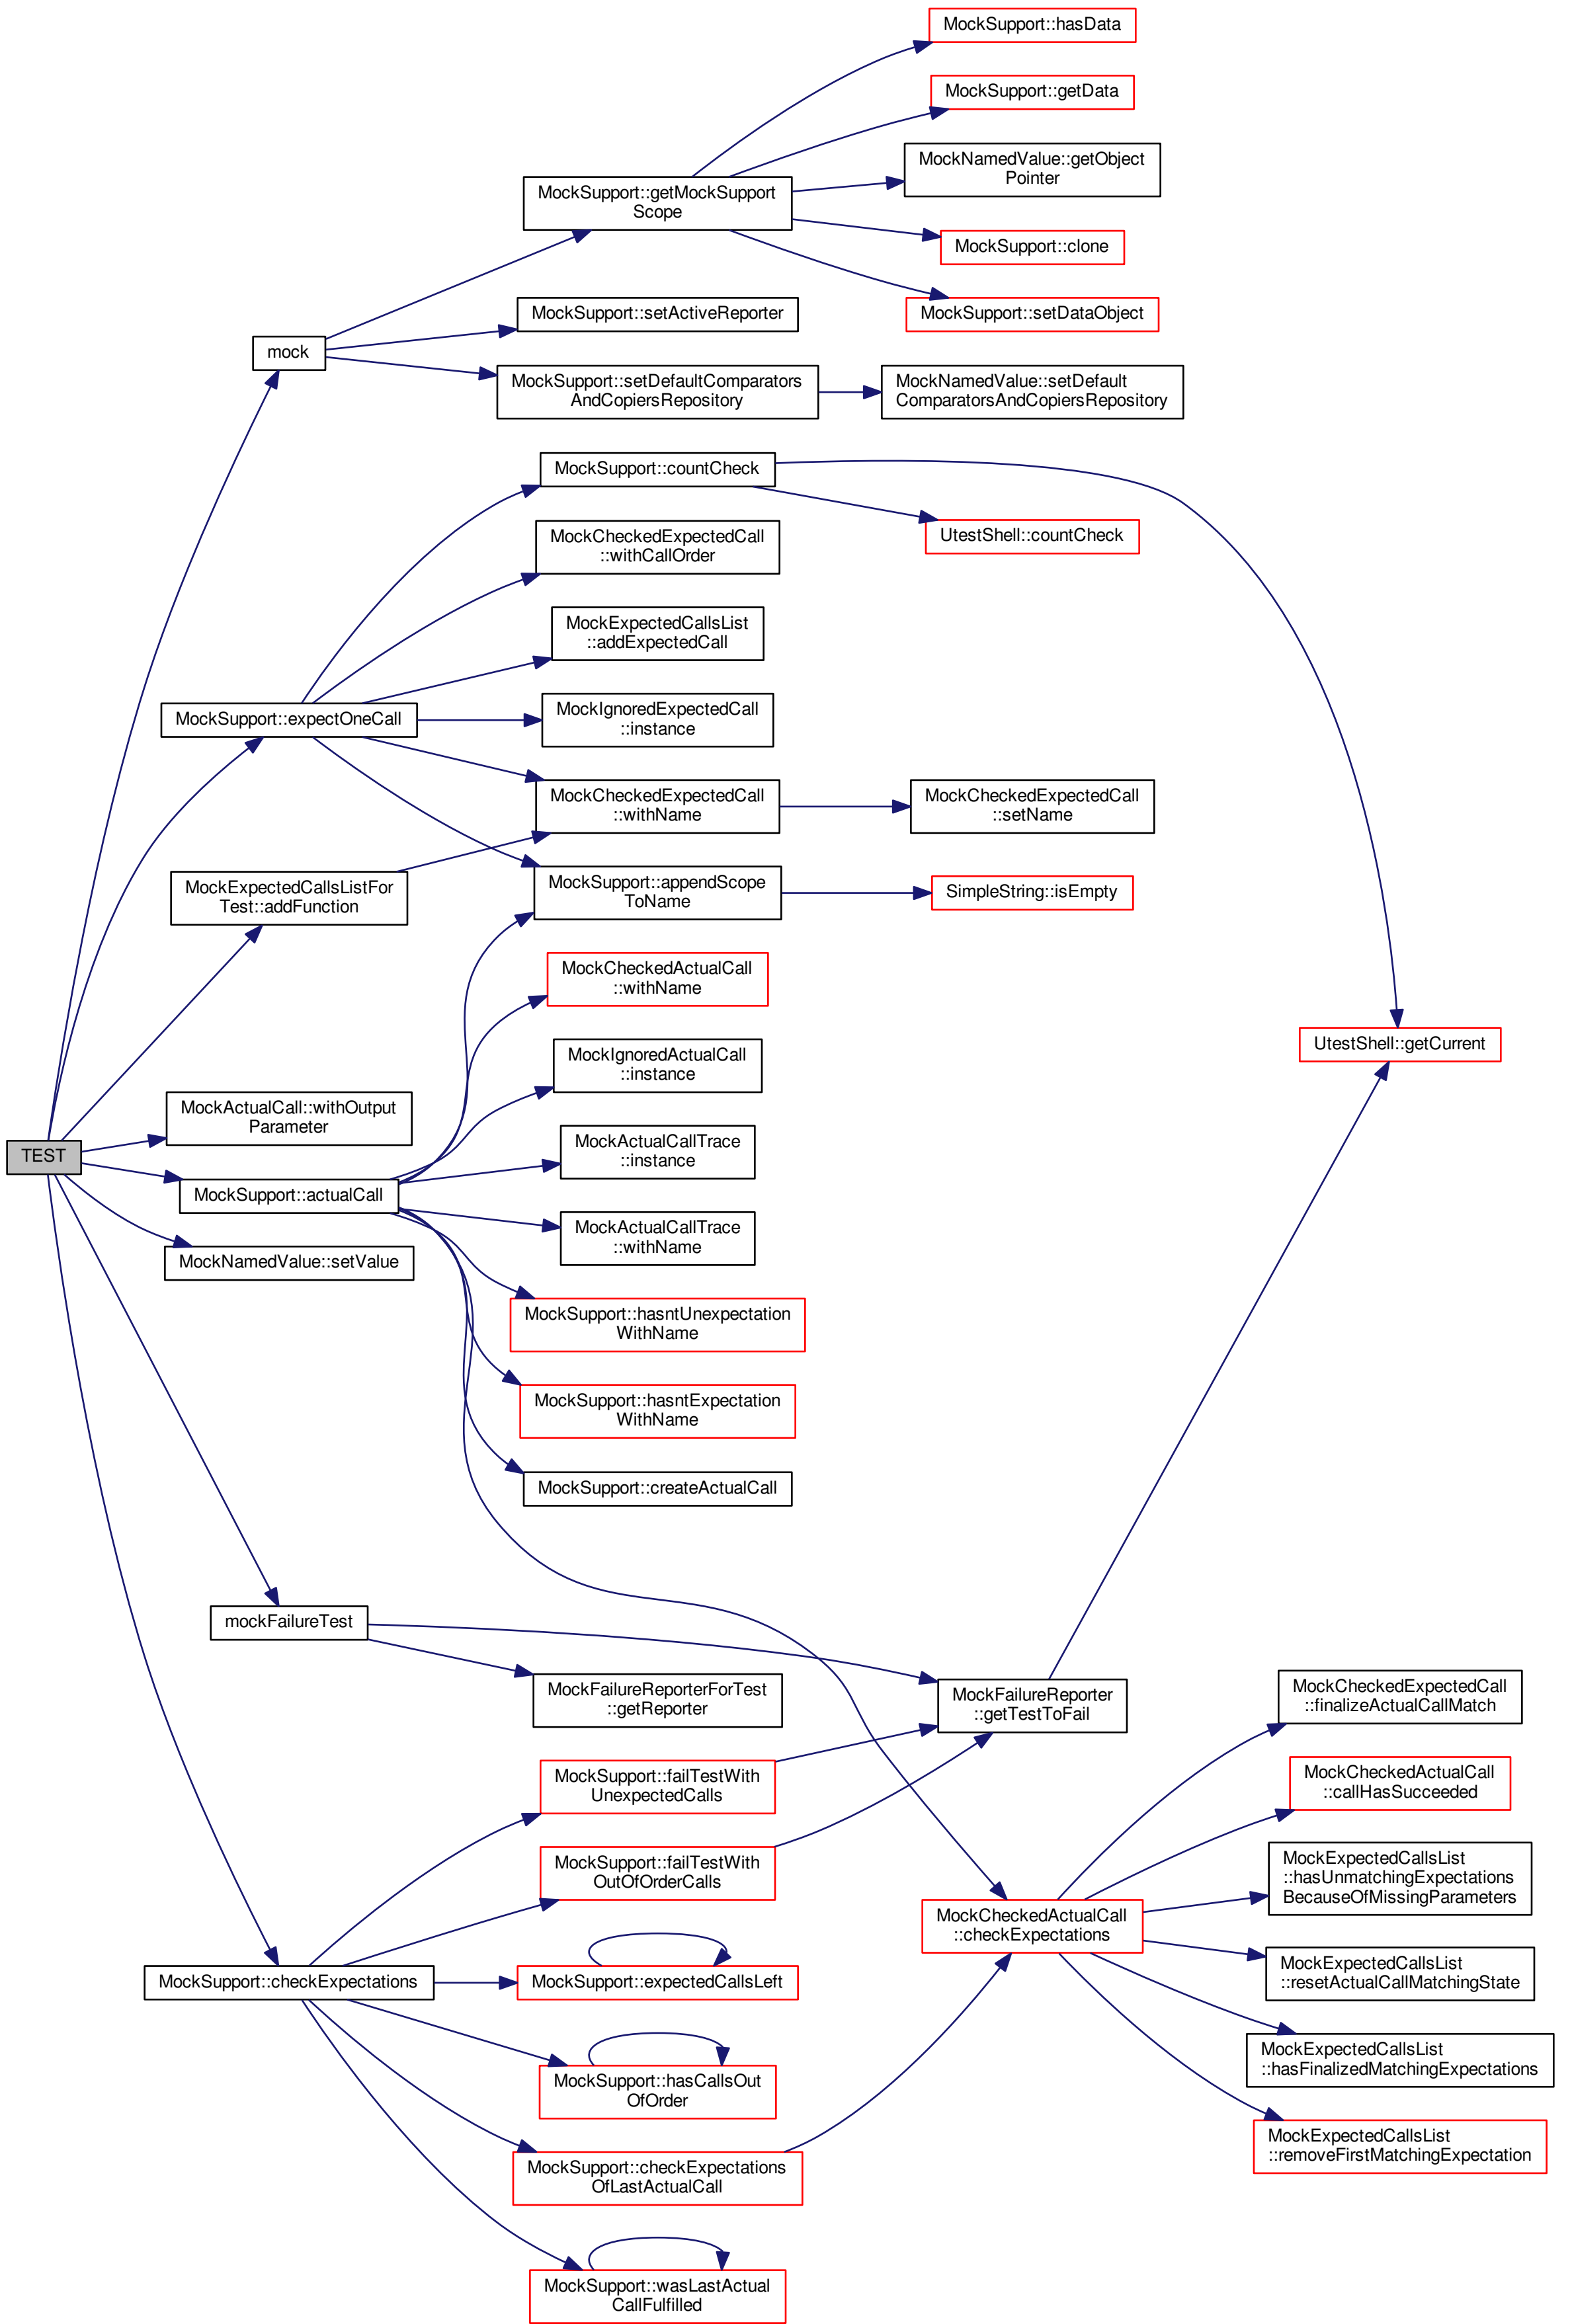 MockSupport::hasData
MockSupport::getData
MockNamedValue::getObject
Pointer
MockSupport::getMockSupport
Scope
MockSupport::clone
MockSupport::setDataObject
MockSupport::setActiveReporter
mock
MockSupport::setDefaultComparators
AndCopiersRepository
MockNamedValue::setDefault
ComparatorsAndCopiersRepository
MockSupport::countCheck
UtestShell::countCheck
MockCheckedExpectedCall
::withCallOrder
MockExpectedCallsList
::addExpectedCall
MockSupport::expectOneCall
MockIgnoredExpectedCall
::instance
MockCheckedExpectedCall
::withName
MockCheckedExpectedCall
::setName
MockExpectedCallsListFor
Test::addFunction
MockSupport::appendScope
ToName
SimpleString::isEmpty
MockCheckedActualCall
::withName
UtestShell::getCurrent
MockIgnoredActualCall
::instance
MockActualCall::withOutput
Parameter
TEST
MockActualCallTrace
::instance
MockSupport::actualCall
MockActualCallTrace
::withName
MockNamedValue::setValue
MockSupport::hasntUnexpectation
WithName
MockSupport::hasntExpectation
WithName
MockSupport::createActualCall
mockFailureTest
MockFailureReporterForTest
::getReporter
MockFailureReporter
::getTestToFail
MockCheckedExpectedCall
::finalizeActualCallMatch
MockSupport::failTestWith
UnexpectedCalls
MockCheckedActualCall
::callHasSucceeded
MockSupport::failTestWith
OutOfOrderCalls
MockExpectedCallsList
::hasUnmatchingExpectations
BecauseOfMissingParameters
MockCheckedActualCall
::checkExpectations
MockSupport::checkExpectations
MockSupport::expectedCallsLeft
MockExpectedCallsList
::resetActualCallMatchingState
MockExpectedCallsList
::hasFinalizedMatchingExpectations
MockSupport::hasCallsOut
OfOrder
MockExpectedCallsList
::removeFirstMatchingExpectation
MockSupport::checkExpectations
OfLastActualCall
MockSupport::wasLastActual
CallFulfilled